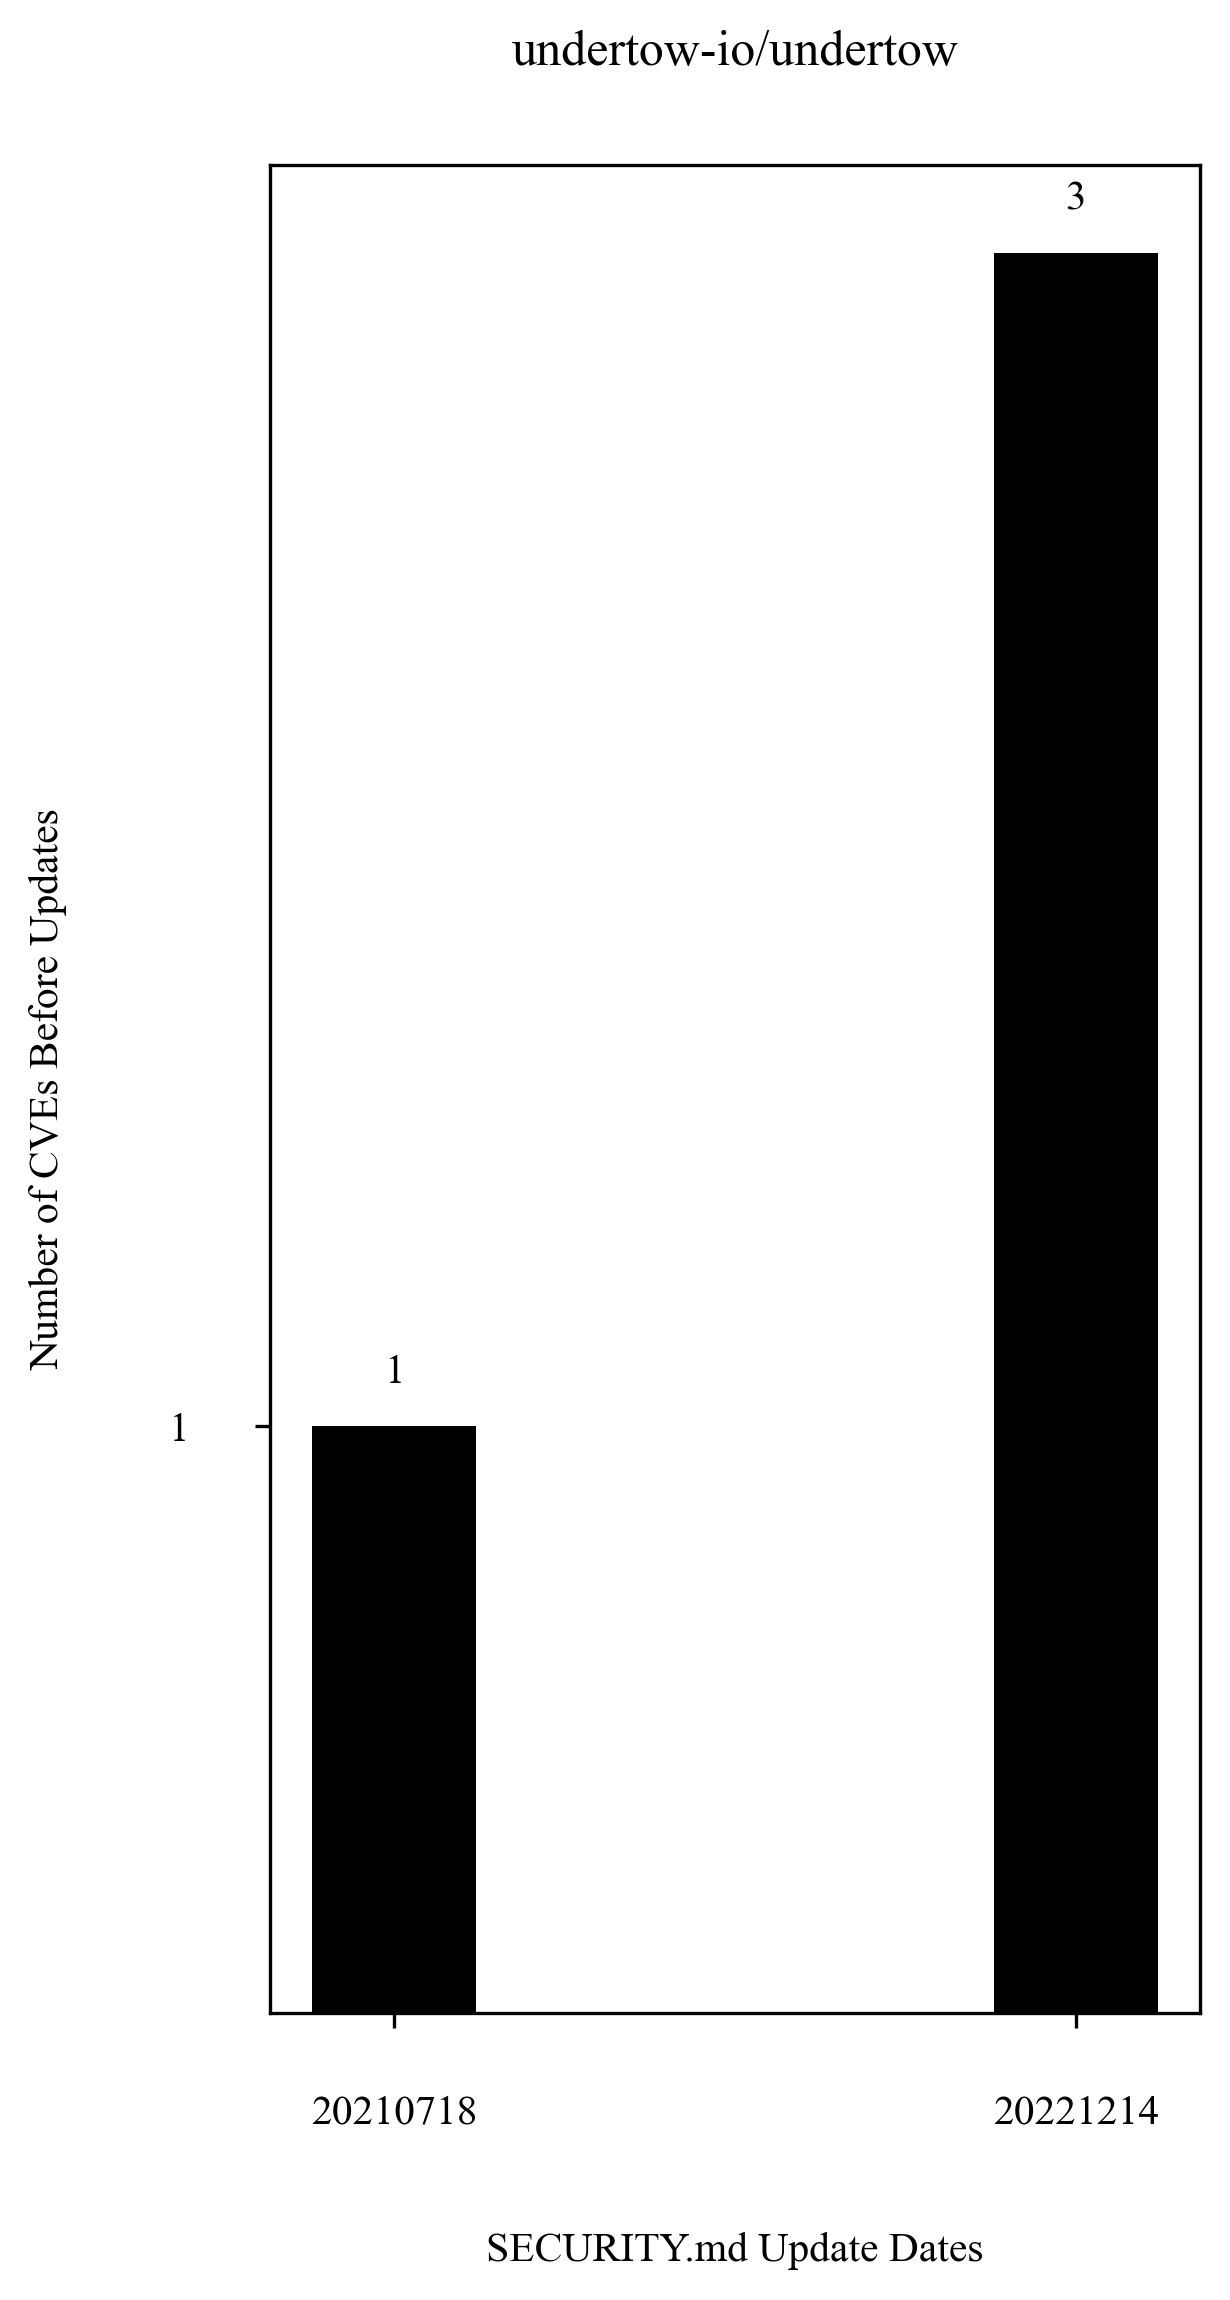 undertow-io/undertow
3
Number of CVEs Before Updates
1
1
20210718 20221214
SECURITY.md Update Dates